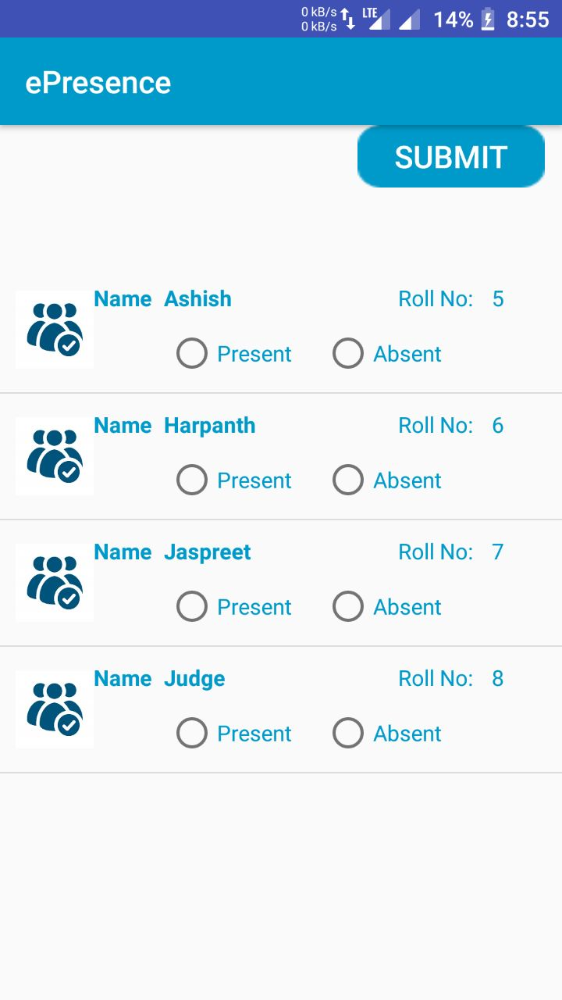 0 kB/s
0 kB/s LTE 14% 8:55
ePresence
SUBMIT
Name Ashish Roll No: 5
Present Absent
Name Harpanth Roll No: 6
Present Absent
Name Jaspreet Roll No: 7
Present Absent
Name Judge Roll No: 8
Present Absent